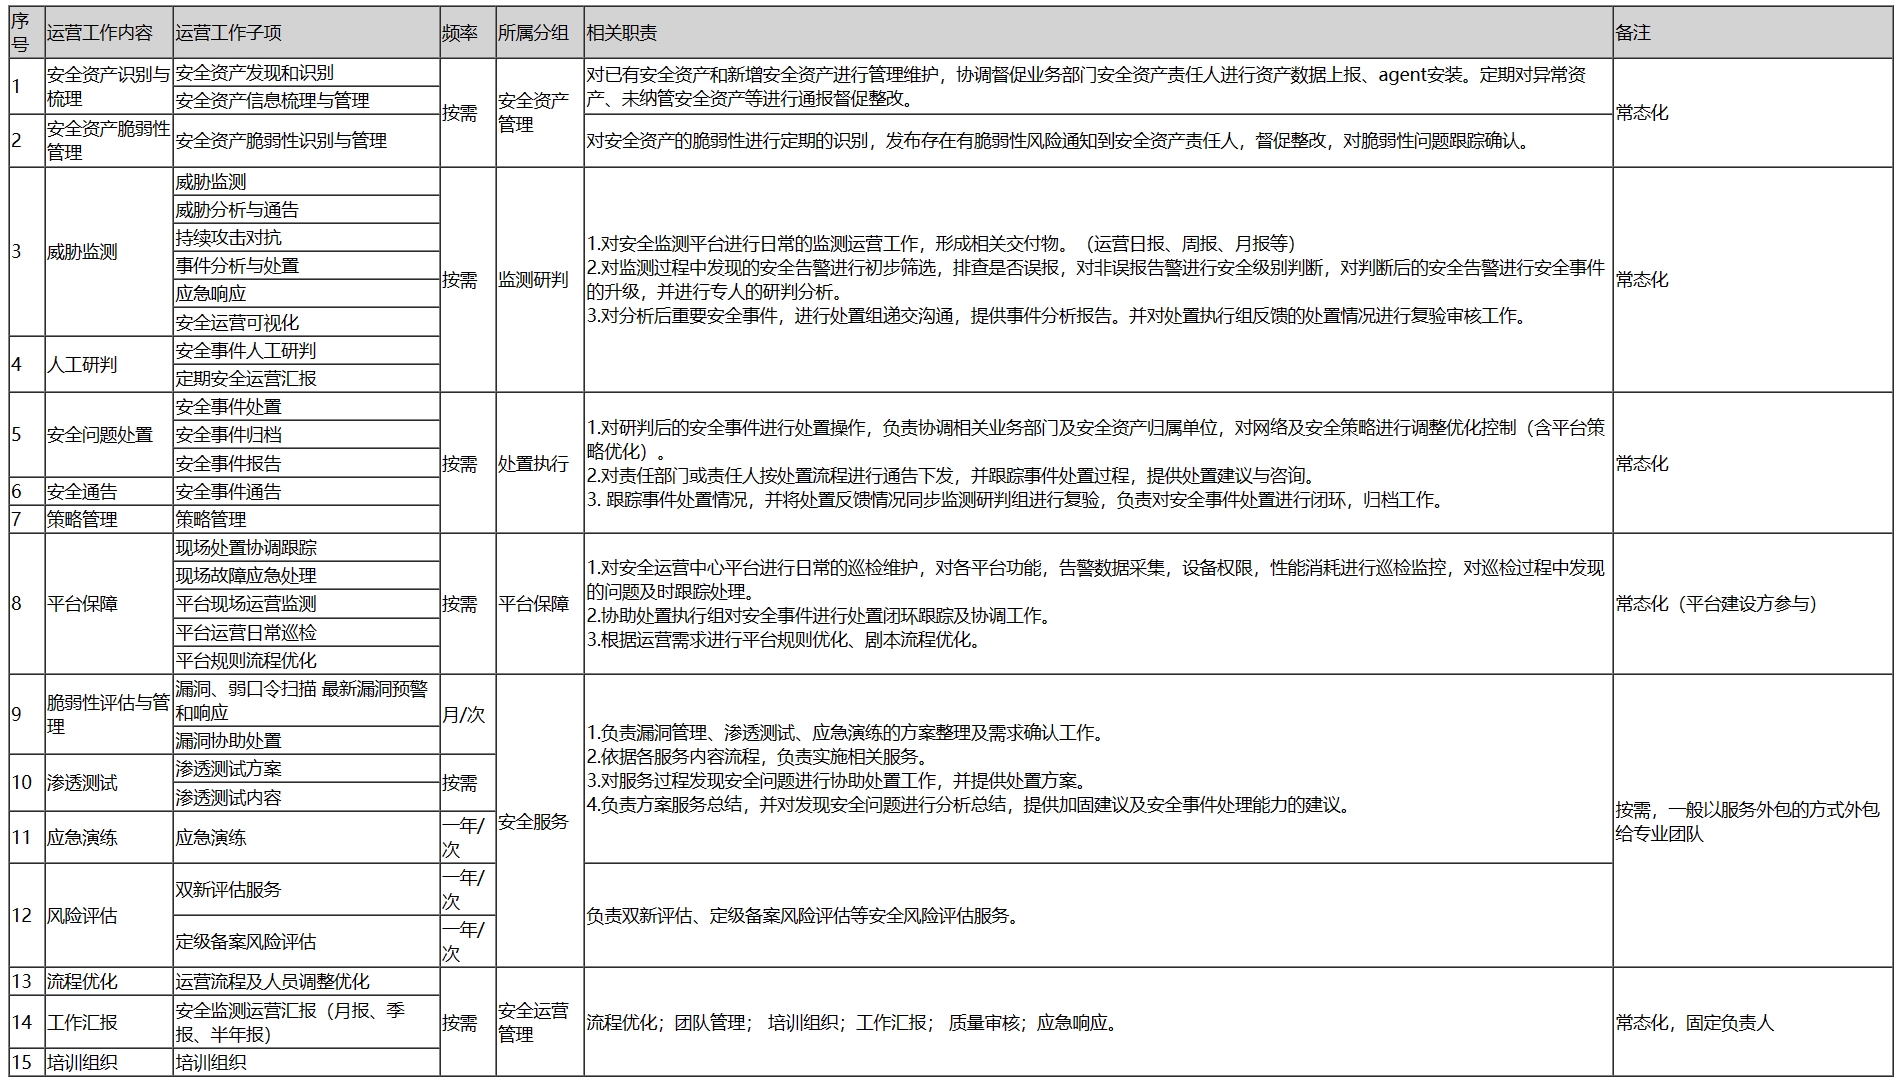 序
号
运营工作内容
运营工作子项
频率
所属分组
相关职责
备注
1
安全资产识别与
梳理
安全资产发现和识别
安全资产信息梳理与管理
按需
安全资产
管理
对已有安全资产和新增安全资产进行管理维护，协调督促业务部门安全资产责任人进行资产数据上报、agent安装。定期对异常资
产、未纳管安全资产等进行通报督促整改。
常态化
2
安全资产脆弱性
管理
安全资产脆弱性识别与管理
对安全资产的脆弱性进行定期的识别，发布存在有脆弱性风险通知到安全资产责任人，督促整改，对脆弱性问题跟踪确认。
3
威胁监测
威胁监测
威胁分析与通告
持续攻击对抗
事件分析与处置
应急响应
安全运营可视化
按需
监测研判
1.对安全监测平台进行日常的监测运营工作，形成相关交付物。（运营日报、周报、月报等）
2.对监测过程中发现的安全告警进行初步筛选，排查是否误报，对非误报告警进行安全级别判断，对判断后的安全告警进行安全事件
的升级，并进行专人的研判分析。
3.对分析后重要安全事件，进行处置组递交沟通，提供事件分析报告。并对处置执行组反馈的处置情况进行复验审核工作。
常态化
4
人工研判
安全事件人工研判
定期安全运营汇报
5
安全问题处置
安全事件处置
安全事件归档
安全事件报告
按需
处置执行
1.对研判后的安全事件进行处置操作，负责协调相关业务部门及安全资产归属单位，对网络及安全策略进行调整优化控制（含平台策
略优化）。
2.对责任部门或责任人按处置流程进行通告下发，并跟踪事件处置过程，提供处置建议与咨询。
3. 跟踪事件处置情况，并将处置反馈情况同步监测研判组进行复验，负责对安全事件处置进行闭环，归档工作。
常态化
6
安全通告
安全事件通告
7
策略管理
策略管理
8
平台保障
现场处置协调跟踪
现场故障应急处理
平台现场运营监测
平台运营日常巡检
平台规则流程优化
按需
平台保障
1.对安全运营中心平台进行日常的巡检维护，对各平台功能，告警数据采集，设备权限，性能消耗进行巡检监控，对巡检过程中发现
的问题及时跟踪处理。
2.协助处置执行组对安全事件进行处置闭环跟踪及协调工作。
3.根据运营需求进行平台规则优化、剧本流程优化。
常态化（平台建设方参与）
9
脆弱性评估与管
理
漏洞、弱口令扫描 最新漏洞预警
和响应
漏洞协助处置
月/次
安全服务
1.负责漏洞管理、渗透测试、应急演练的方案整理及需求确认工作。
2.依据各服务内容流程，负责实施相关服务。
3.对服务过程发现安全问题进行协助处置工作，并提供处置方案。
4.负责方案服务总结，并对发现安全问题进行分析总结，提供加固建议及安全事件处理能力的建议。
按需，一般以服务外包的方式外包
给专业团队
10
渗透测试
渗透测试方案
渗透测试内容
按需
11
应急演练
应急演练
一年/
次
12
风险评估
双新评估服务
一年/
次
定级备案风险评估
一年/
次
负责双新评估、定级备案风险评估等安全风险评估服务。
13
流程优化
运营流程及人员调整优化
按需
安全运营
管理
流程优化；团队管理； 培训组织；工作汇报； 质量审核；应急响应。
常态化，固定负责人
14
工作汇报
安全监测运营汇报（月报、季
报、半年报）
15
培训组织
培训组织